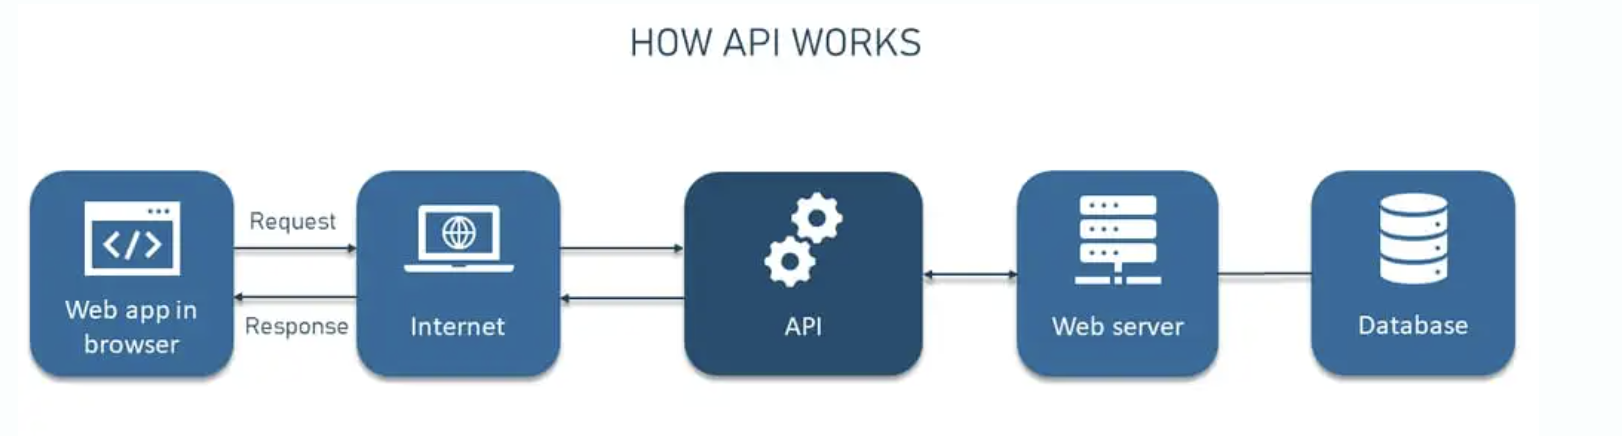 HOW API WORKS
Request
Response
Web app in
browser
Internet
API
Web server
Database